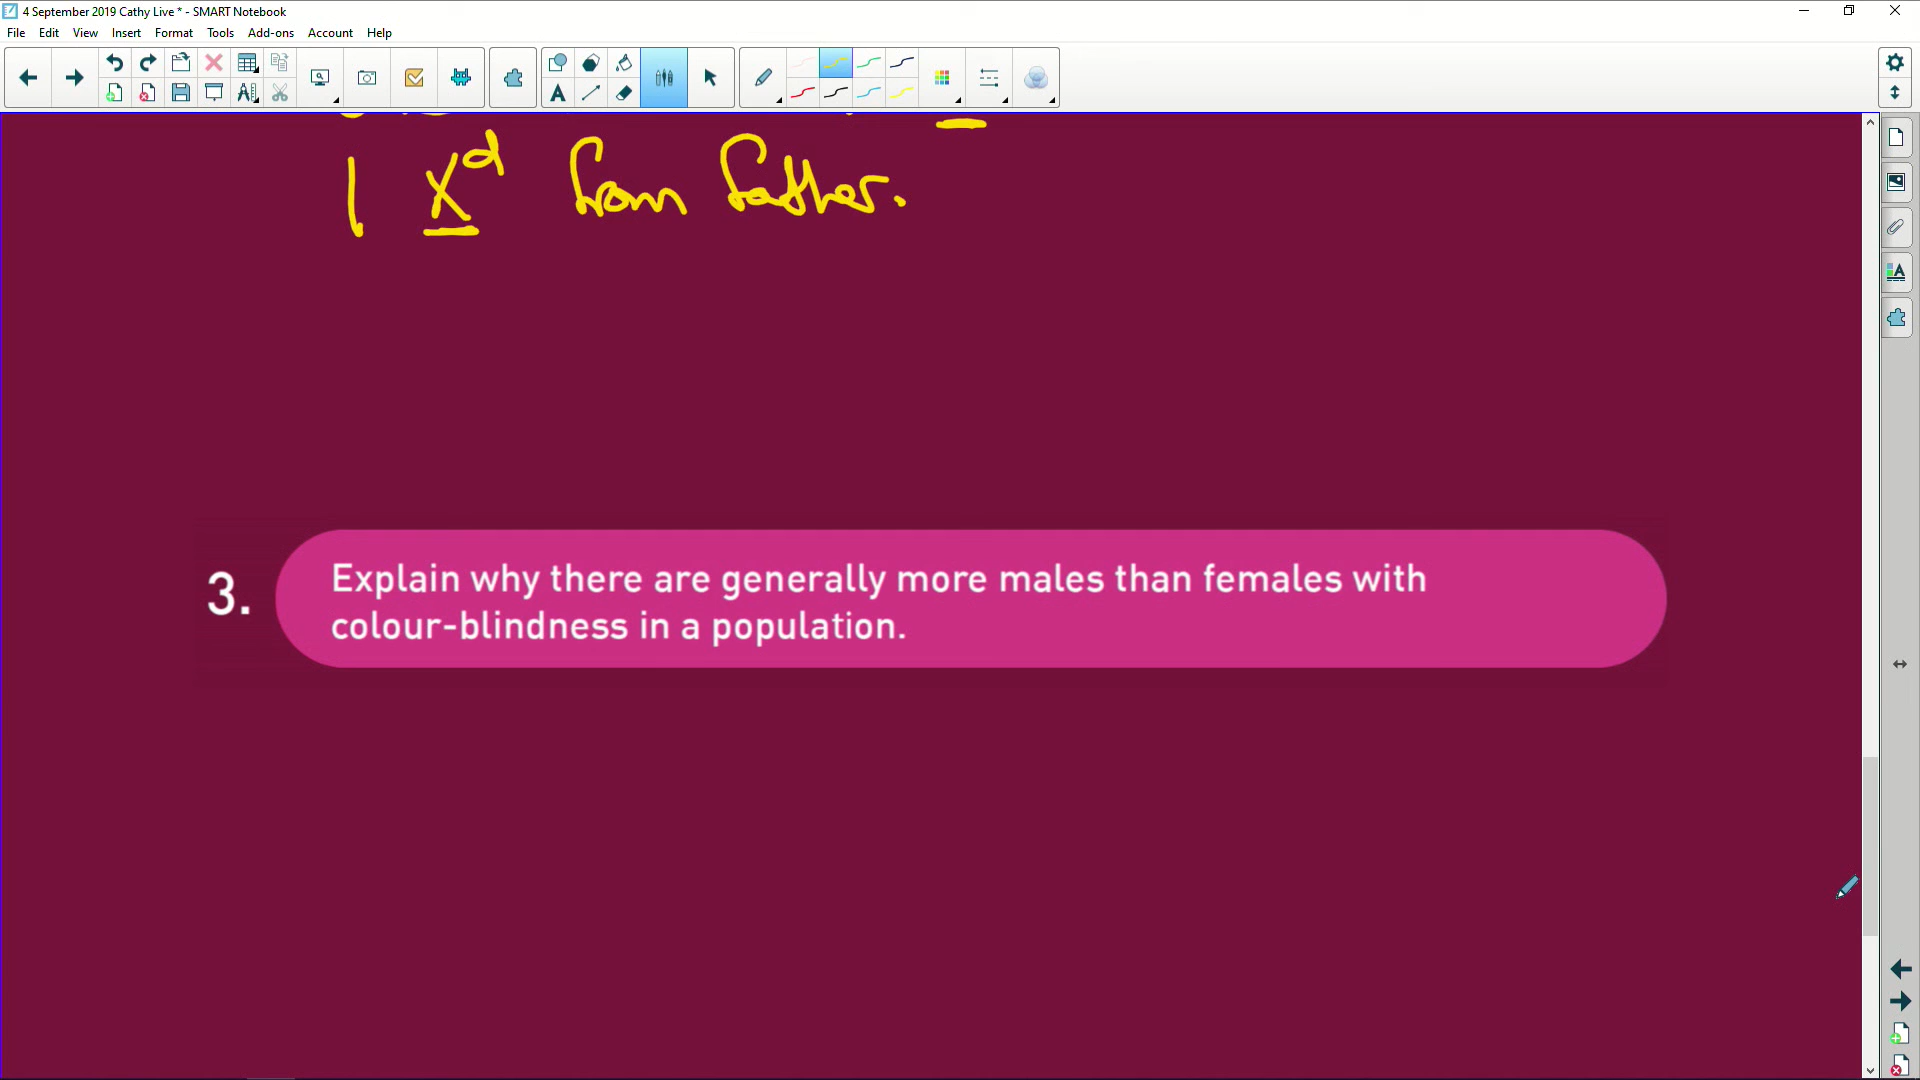 4 September 2019 Cathy Live * - SMART Notebook
File Edit View Insert Format Tools Add-ons Account Help
1 Xd from father.
3.
Explain why there are generally more males than females with
colour-blindness in a population.